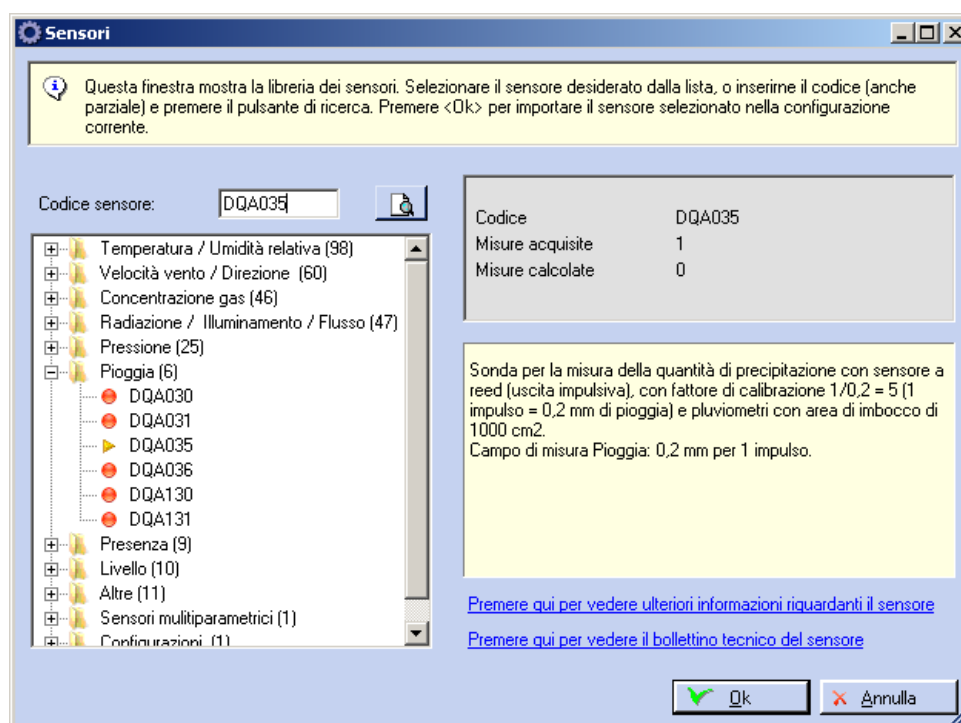 Sensori
Questa finestra mostra la libreria dei sensori. Selezionare il sensore desiderato dalla lista, o inserirne il codice (anche
parziale) e premere il pulsante di ricerca. Premere <Ok> per importare il sensore selezionato nella configurazione
corrente.
Codice sensore:
DQA035
Temperatura / Umidità relativa (98)
Velocità vento / Direzione (60)
Concentrazione gas (46)
Radiazione / Illuminamento / Flusso (47)
Pressione (25)
Pioggia (6)
DQA030
DQA031
DQA035
DQA036
DQA130
DQA131
Presenza (9)
Livello (10)
Altre (11)
Sensori mulitiparametrici (1)
Configurazioni (1)
Codice DQA035
Misure acquisite 1
Misure calcolate 0
Sonda per la misura della quantità di precipitazione con sensore a
reed (uscita impulsiva), con fattore di calibrazione 1/0,2 = 5 (1
impulso = 0,2 mm di pioggia) e pluviometri con area di imbocco di
1000 cm2.
Campo di misura Pioggia: 0,2 mm per 1 impulso.
Premere qui per vedere ulteriori informazioni riguardanti il sensore
Premere qui per vedere il bollettino tecnico del sensore
Ok
Annulla